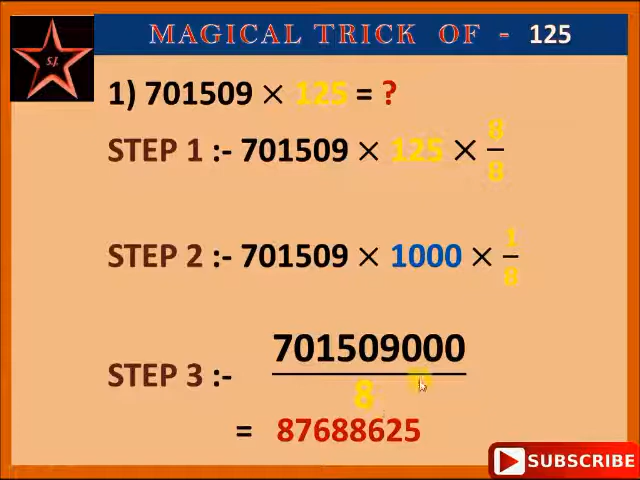 S.J.
MAGICAL TRICK OF - 125
1) 701509 × 125 = ?
STEP 1 :- 701509 × 125 × 8/8
STEP 2 :- 701509 × 1000 × 1/8
STEP 3 :- 701509000/8
= 87688625
SUBSCRIBE